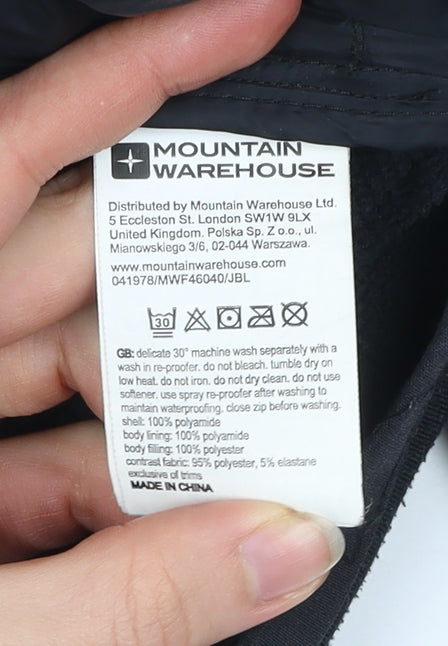 MOUNTAIN
WAREHOUSE
Distributed by Mountain Warehouse Ltd.
5 Eccleston St. London SW1W 9LX
United Kingdom. Polska Sp. Z o.o., ul.
Mianowskiego 3/6, 02-044 Warszawa.
www.mountainwarehouse.com
041978/MWF46040/JBL
30
GB: delicate 30° machine wash separately with a
wash in re-proofer. do not bleach. tumble dry on
low heat. do not iron. do not dry clean. do not use
softener. use spray re-proofer after washing to
maintain waterproofing. close zip before washing.
shell: 100% polyamide
body lining: 100% polyamide
body filling: 100% polyester
contrast fabric: 95% polyester, 5% elastane
exclusive of trims
MADE IN CHINA